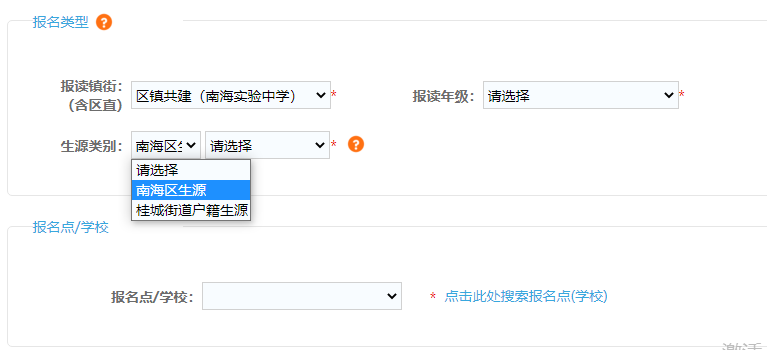 报名类型 ?
报读镇街：
（含区直）
区镇共建（南海实验中学） *
报读年级： 请选择 *
生源类别： 南海区生 请选择 * ?
请选择
南海区生源
桂城街道户籍生源
报名点/学校
报名点/学校： * 点击此处搜索报名点(学校)
激活